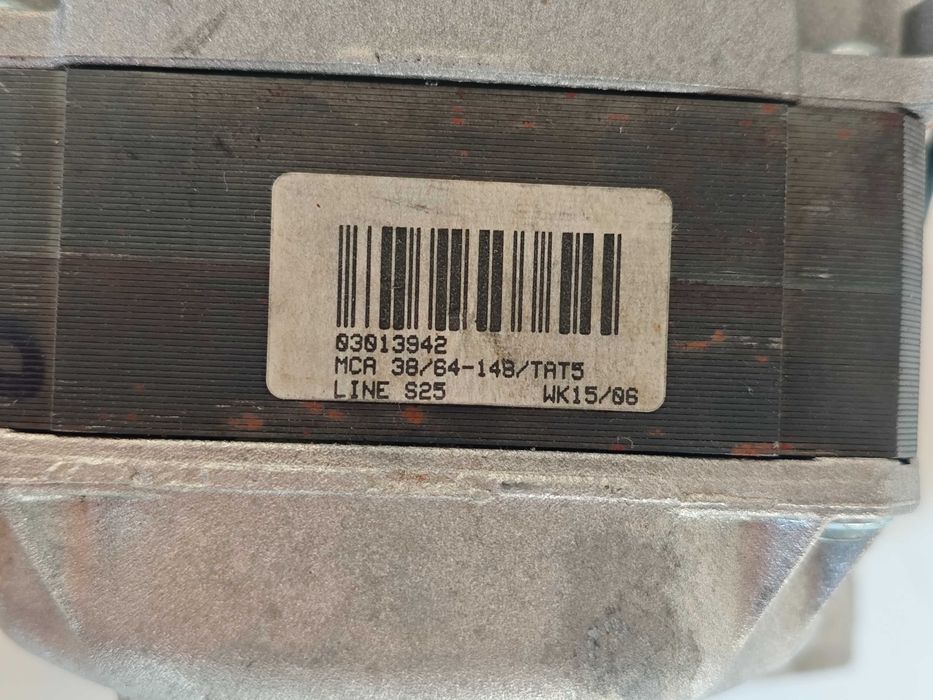 03013942
MCA 38/64-148/TAT5
LINE S25 WK15/06